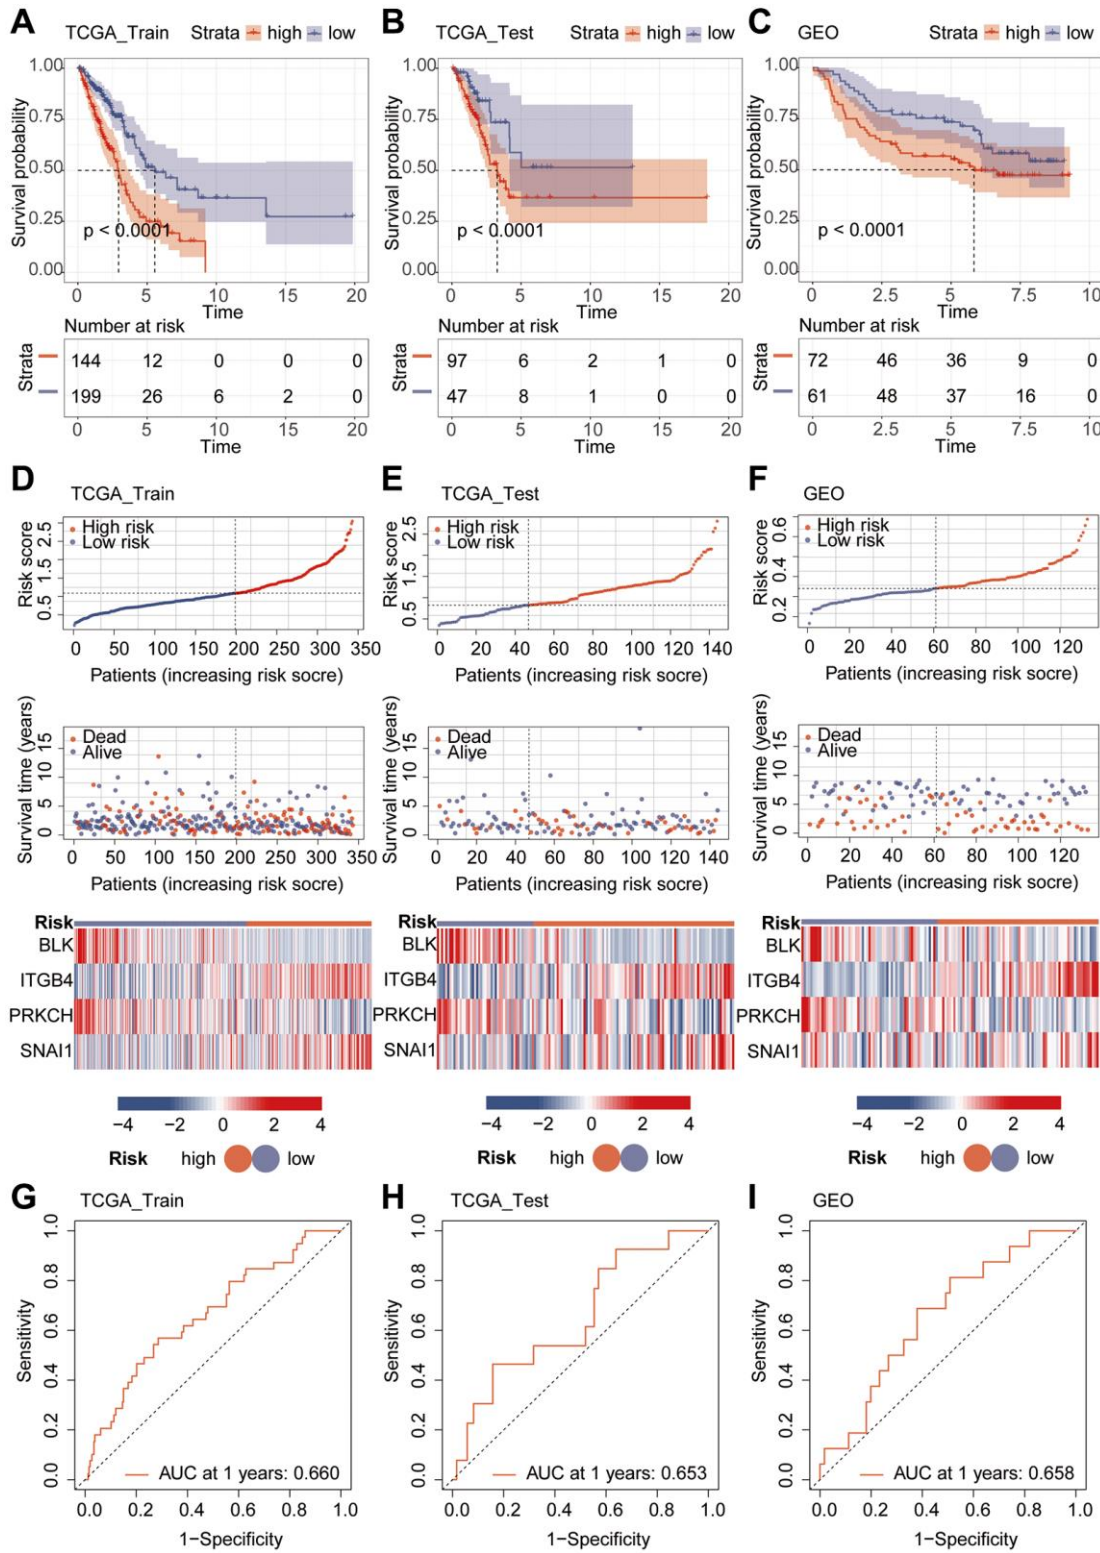 A TCGA_Train Strata high low
Survival probability
1.00
0.75
0.50
0.25
0.00
p < 0.0001
0 5 10 15 20
Time
Number at risk
Strata
144 12 0 0 0
199 26 6 2 0
0 5 10 15 20
Time
B TCGA_Test Strata high low
Survival probability
1.00
0.75
0.50
0.25
0.00
p < 0.0001
0 5 10 15 20
Time
Number at risk
Strata
97 6 2 1 0
47 8 1 0 0
0 5 10 15 20
Time
C GEO Strata high low
Survival probability
1.00
0.75
0.50
0.25
0.00
p < 0.0001
0 2.5 5 7.5 10
Time
Number at risk
Strata
72 46 36 9 0
61 48 37 16 0
0 2.5 5 7.5 10
Time
D TCGA_Train
Risk score
0.5 1.5 2.5
High risk
Low risk
0 50 100 150 200 250 300 350
Patients (increasing risk socre)
Survival time (years)
0 5 10 15
Dead
Alive
0 50 100 150 200 250 300 350
Patients (increasing risk socre)
Risk
BLK
ITGB4
PRKCH
SNAI1
−4 −2 0 2 4
Risk high low
E TCGA_Test
Risk score
0.5 1.5 2.5
High risk
Low risk
0 20 40 60 80 100 120 140
Patients (increasing risk socre)
Survival time (years)
0 5 10 15
Dead
Alive
0 20 40 60 80 100 120 140
Patients (increasing risk socre)
Risk
BLK
ITGB4
PRKCH
SNAI1
−4 −2 0 2 4
Risk high low
F GEO
Risk score
0.2 0.4 0.6
High risk
Low risk
0 20 40 60 80 100 120
Patients (increasing risk socre)
Survival time (years)
0 5 10 15
Dead
Alive
0 20 40 60 80 100 120
Patients (increasing risk socre)
Risk
BLK
ITGB4
PRKCH
SNAI1
−4 −2 0 2 4
Risk high low
G TCGA_Train
Sensitivity
0.0 0.2 0.4 0.6 0.8 1.0
AUC at 1 years: 0.660
0.0 0.2 0.4 0.6 0.8 1.0
1−Specificity
H TCGA_Test
Sensitivity
0.0 0.2 0.4 0.6 0.8 1.0
AUC at 1 years: 0.653
0.0 0.2 0.4 0.6 0.8 1.0
1−Specificity
I GEO
Sensitivity
0.0 0.2 0.4 0.6 0.8 1.0
AUC at 1 years: 0.658
0.0 0.2 0.4 0.6 0.8 1.0
1−Specificity